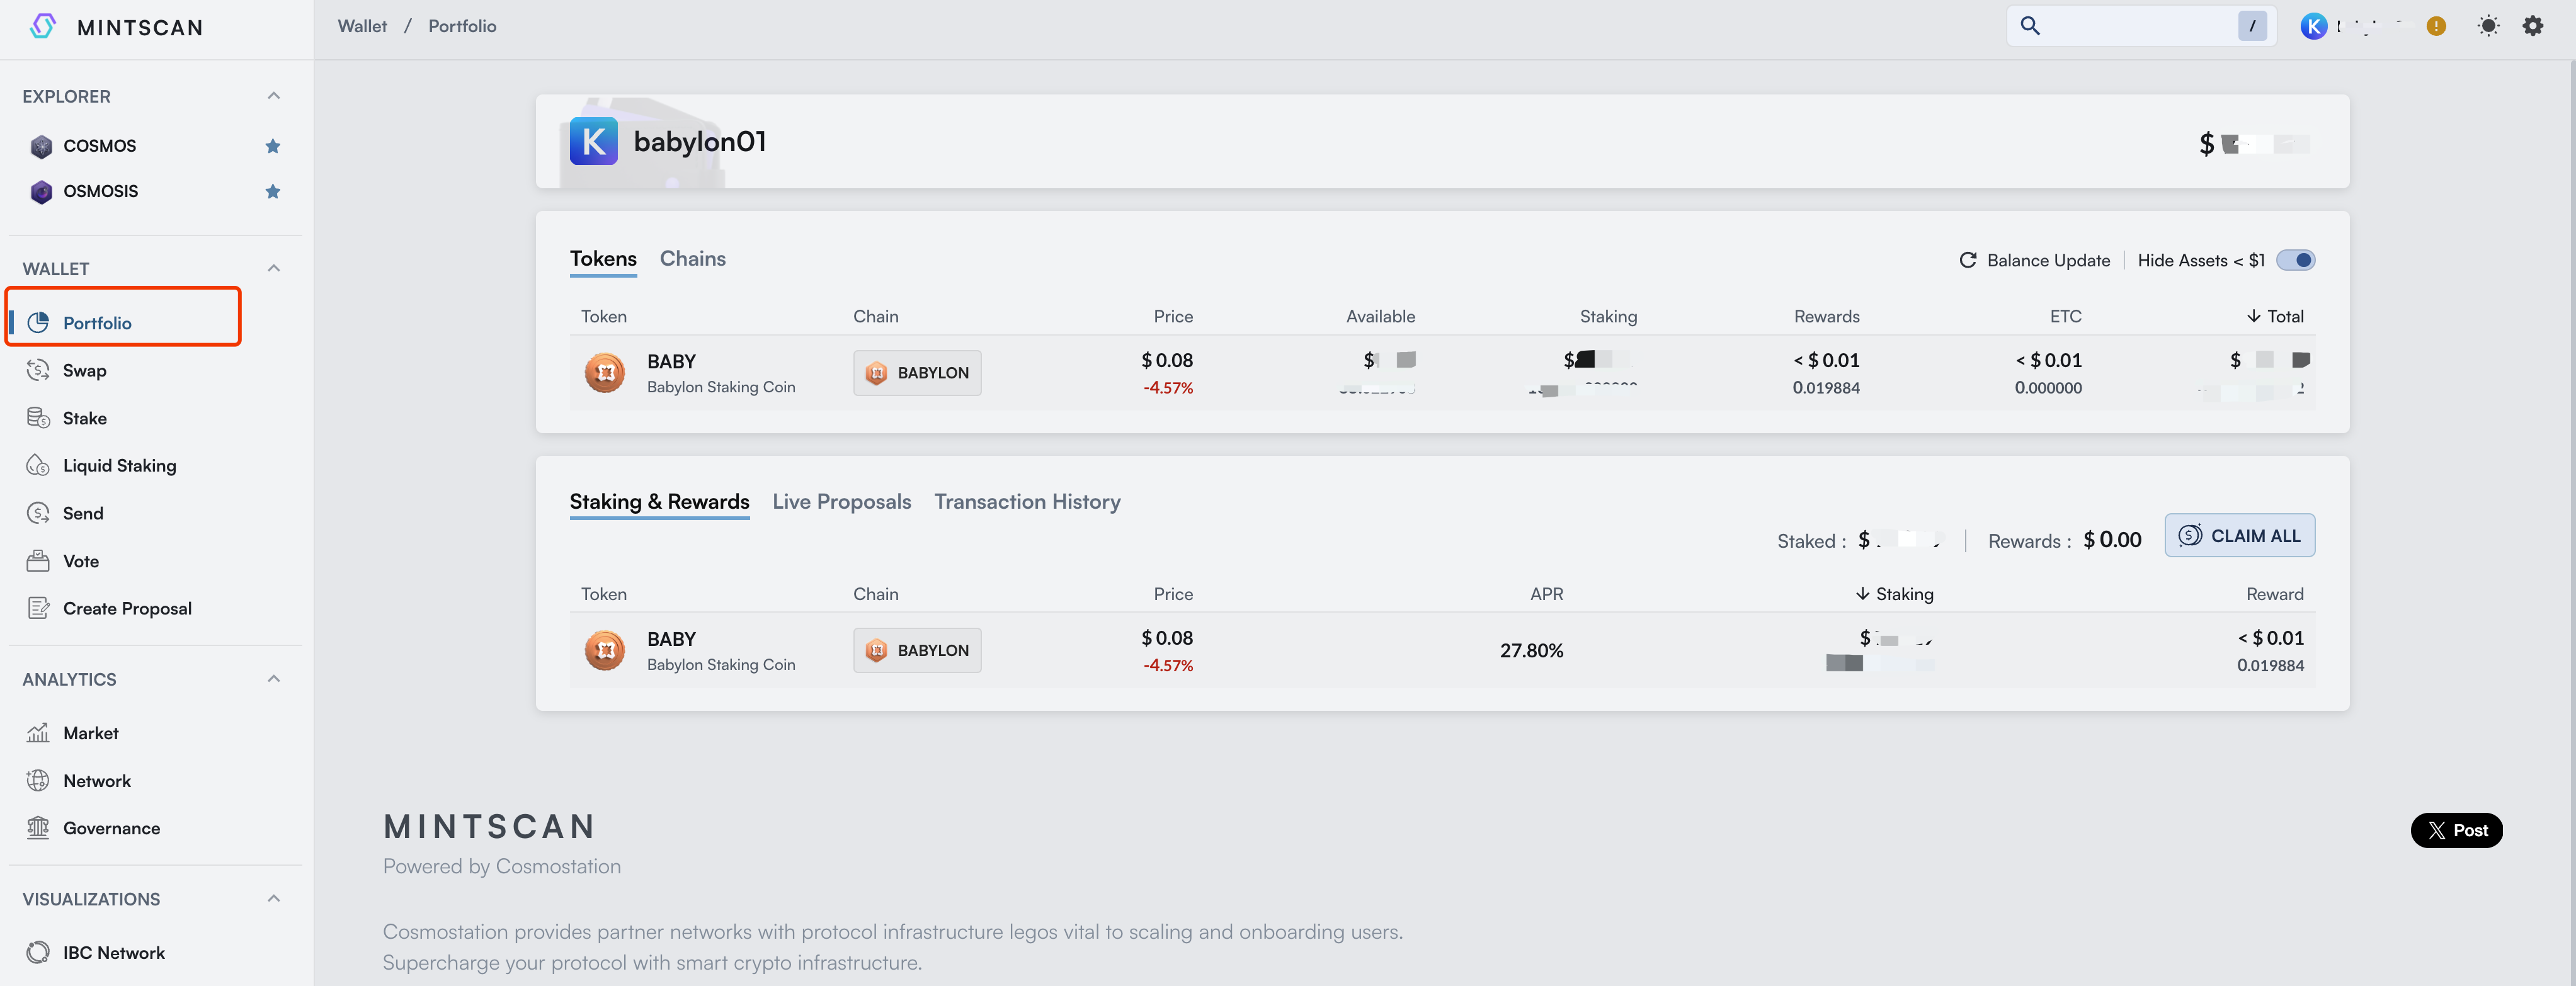 MINTSCAN
Wallet / Portfolio
/
K
EXPLORER
COSMOS
OSMOSIS
WALLET
Portfolio
Swap
Stake
Liquid Staking
Send
Vote
Create Proposal
ANALYTICS
Market
Network
Governance
VISUALIZATIONS
IBC Network
K babylon01
$
Tokens Chains
Balance Update Hide Assets < $1
Token Chain Price Available Staking Rewards ETC Total
BABY BABYLON $ 0.08 $ $ < $ 0.01 < $ 0.01 $
Babylon Staking Coin -4.57% 0.019884 0.000000
Staking & Rewards Live Proposals Transaction History
Staked : $ Rewards : $ 0.00 CLAIM ALL
Token Chain Price APR Staking Reward
BABY BABYLON $ 0.08 27.80% $ < $ 0.01
Babylon Staking Coin -4.57% 0.019884
MINTSCAN
Powered by Cosmostation
X Post
Cosmostation provides partner networks with protocol infrastructure legos vital to scaling and onboarding users.
Supercharge your protocol with smart crypto infrastructure.